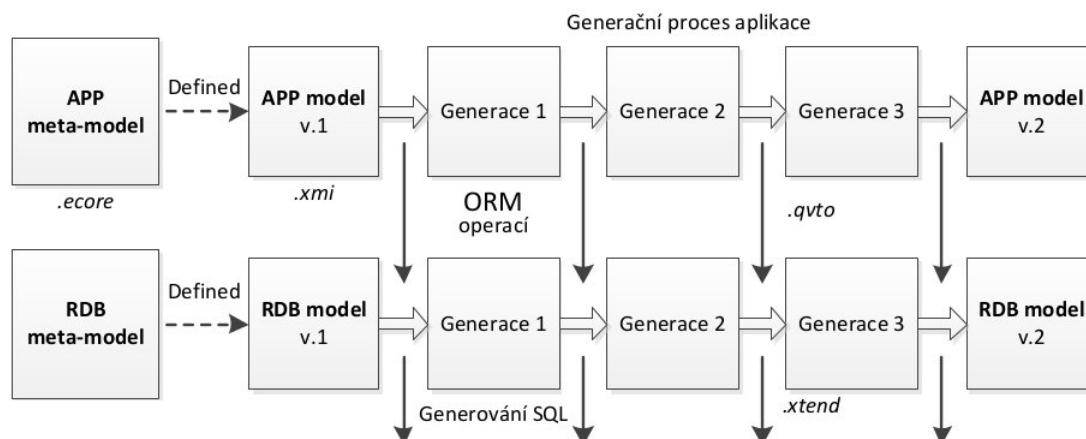 Generační proces aplikace
APP
meta-model
Defined
APP model
v.1
Generace 1
Generace 2
Generace 3
APP model
v.2
.ecore
.xmi
ORM
operací
.qvto
RDB
meta-model
Defined
RDB model
v.1
Generace 1
Generace 2
Generace 3
RDB model
v.2
Generování SQL
.xtend